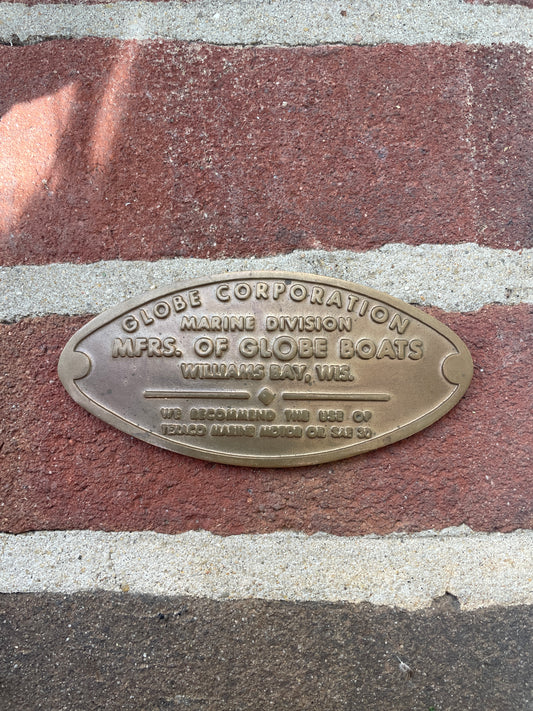 GLOBE CORPORATION
MARINE DIVISION
MFRS. OF GLOBE BOATS
WILLIAMS BAY, WIS.
WE RECOMMEND THE USE OF
TEXACO MARINE MOTOR OR SAE 30